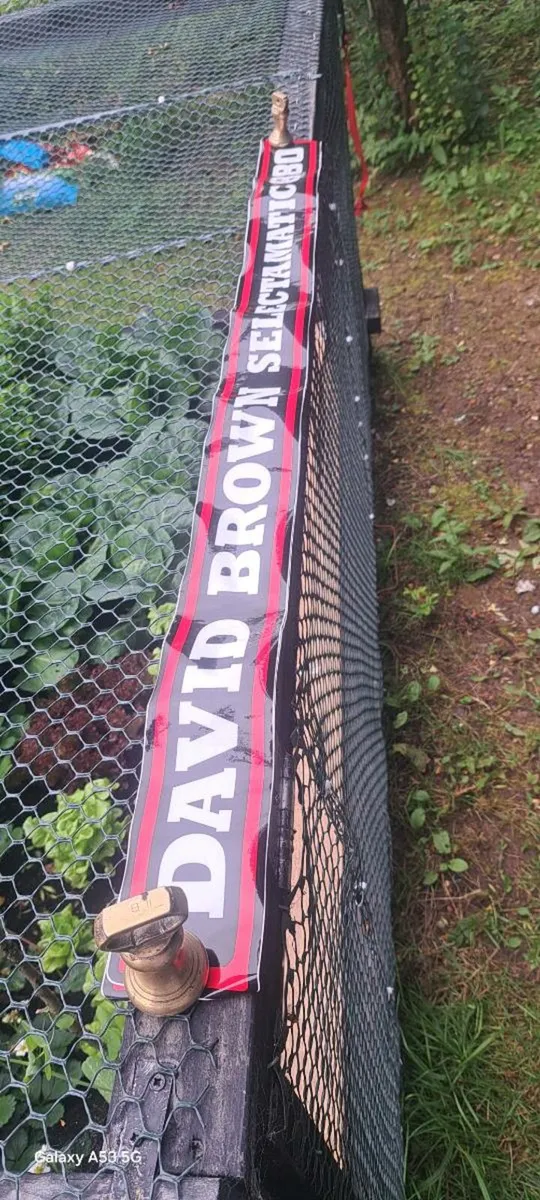 DAVID BROWN SELECTAMATIC 880
Galaxy A53 5G